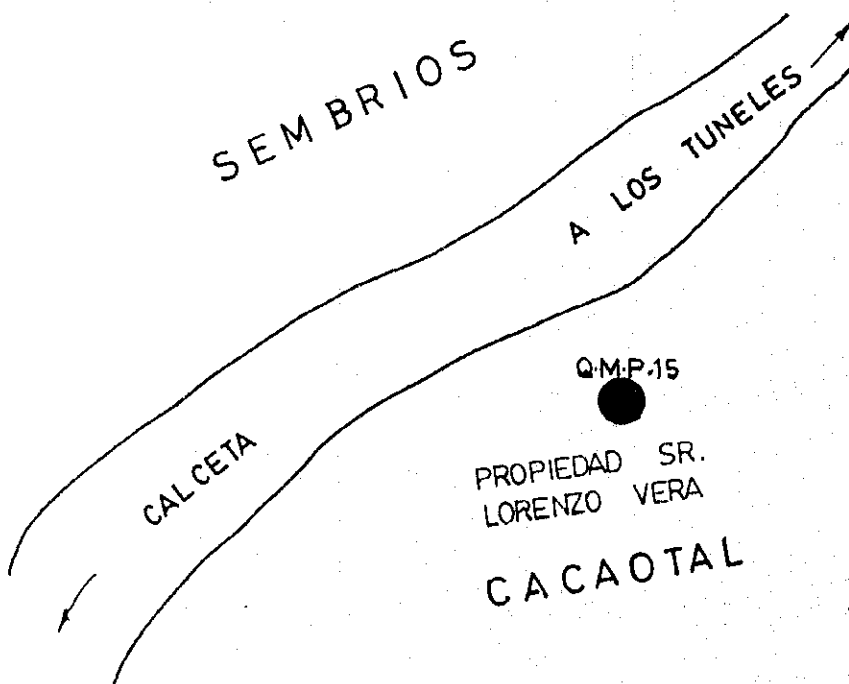 SEMBRIOS
A LOS TUNELES
Q.M.P.15
CALCETA
PROPIEDAD SR.
LORENZO VERA
CACAOTAL